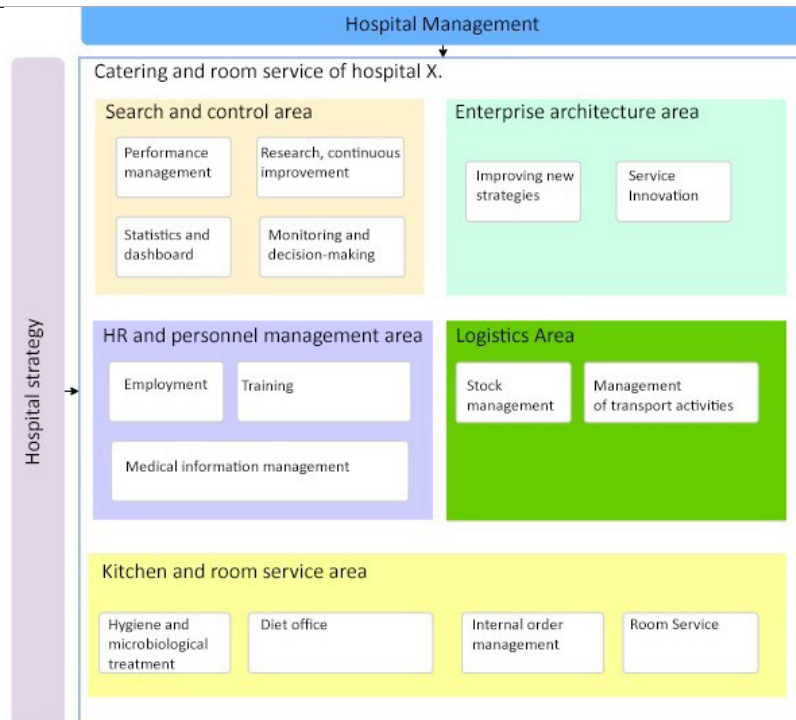 Hospital Management
Hospital strategy
Catering and room service of hospital X.
Search and control area
Performance
management
Research, continuous
improvement
Statistics and
dashboard
Monitoring and
decision-making
Enterprise architecture area
Improving new
strategies
Service
Innovation
HR and personnel management area
Employment
Training
Medical information management
Logistics Area
Stock
management
Management
of transport activities
Kitchen and room service area
Hygiene and
microbiological
treatment
Diet office
Internal order
management
Room Service